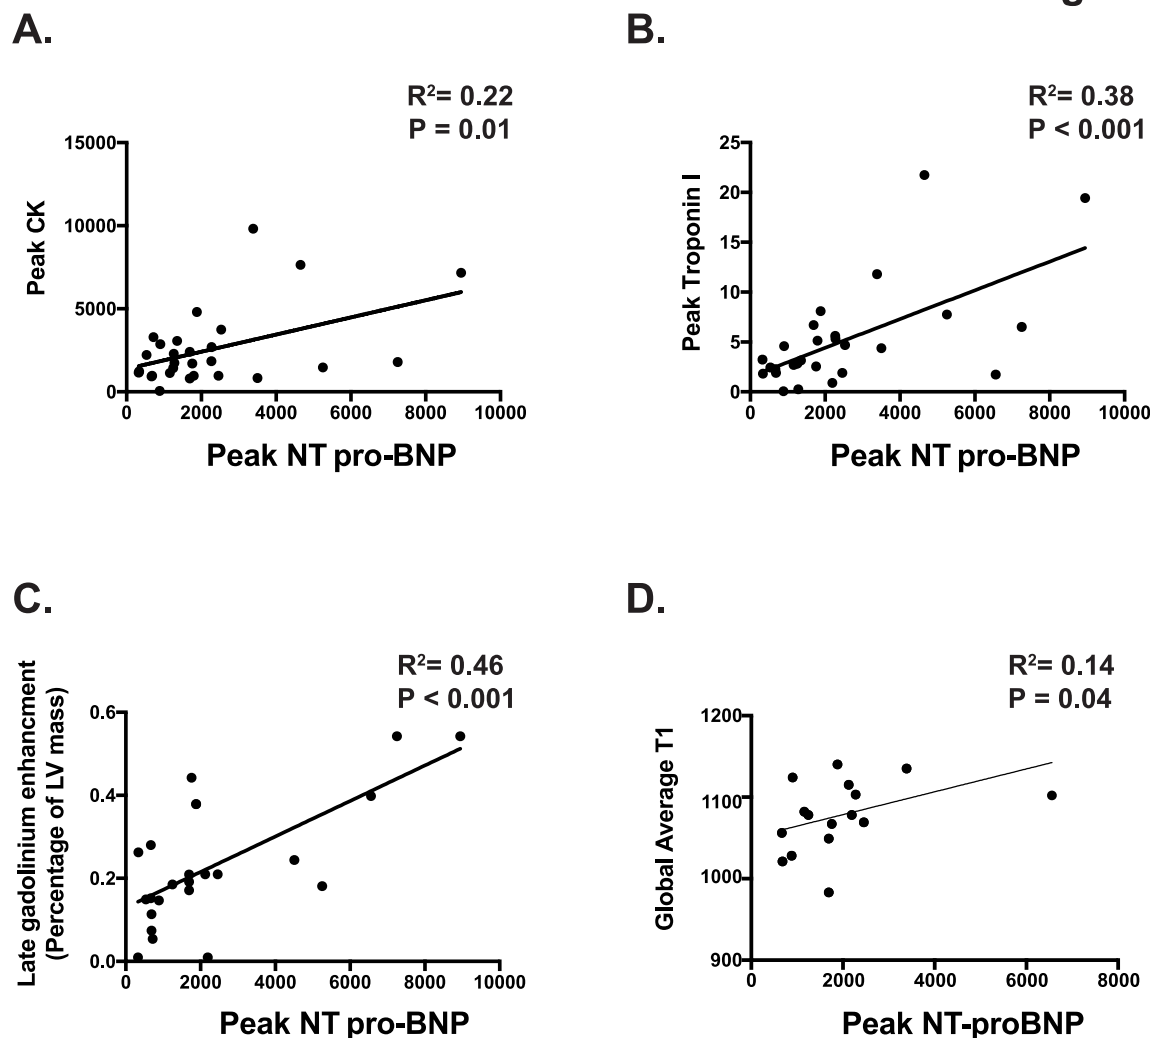 g
A.
R²= 0.22
P = 0.01
Peak CK
15000
10000
5000
0
0 2000 4000 6000 8000 10000
Peak NT pro-BNP
B.
R²= 0.38
P < 0.001
Peak Troponin I
25
20
15
10
5
0
0 2000 4000 6000 8000 10000
Peak NT pro-BNP
C.
R²= 0.46
P < 0.001
Late gadolinium enhancment
(Percentage of LV mass)
0.6
0.4
0.2
0.0
0 2000 4000 6000 8000 10000
Peak NT pro-BNP
D.
R²= 0.14
P = 0.04
Global Average T1
1200
1100
1000
900
0 2000 4000 6000 8000
Peak NT-proBNP